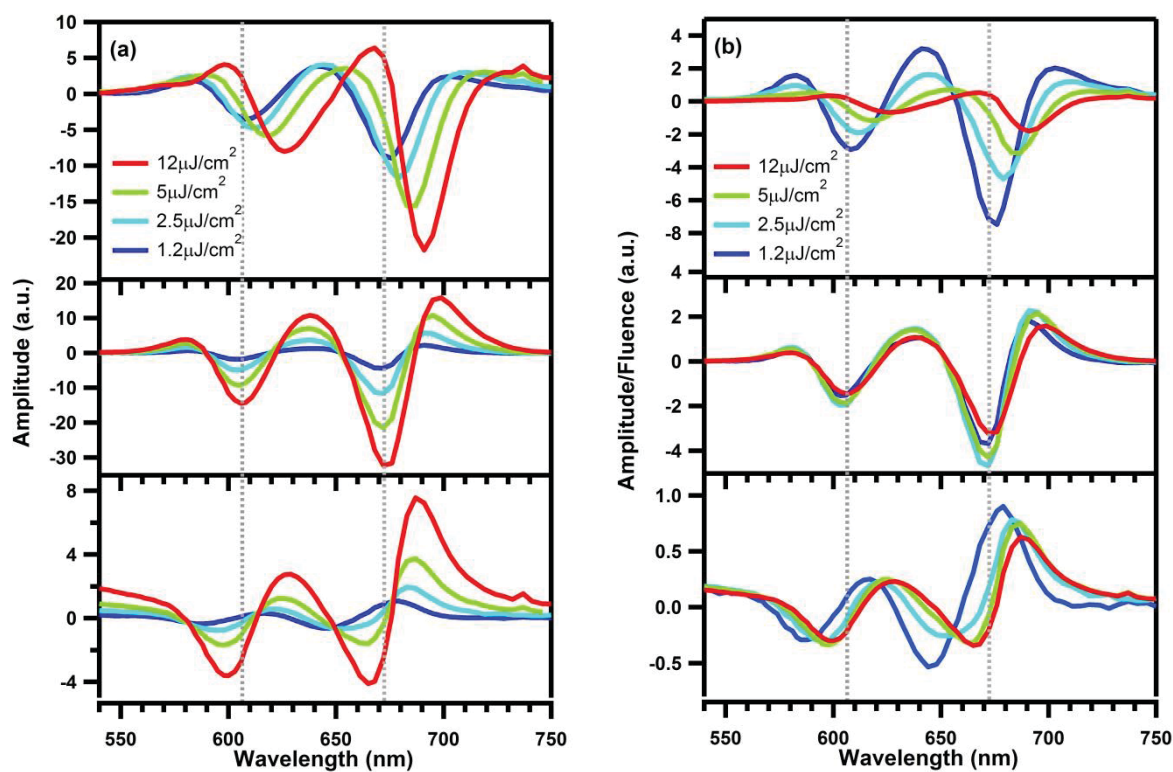 (a)
10
5
0
-5
-10
-15
-20
12μJ/cm2
5μJ/cm2
2.5μJ/cm2
1.2μJ/cm2
20
10
0
-10
-20
-30
8
4
0
-4
Amplitude (a.u.)
550 600 650 700 750
Wavelength (nm)
(b)
4
2
0
-2
-4
-6
-8
12μJ/cm2
5μJ/cm2
2.5μJ/cm2
1.2μJ/cm2
4
2
0
-2
-4
1.0
0.5
0.0
-0.5
Amplitude/Fluence (a.u.)
550 600 650 700 750
Wavelength (nm)